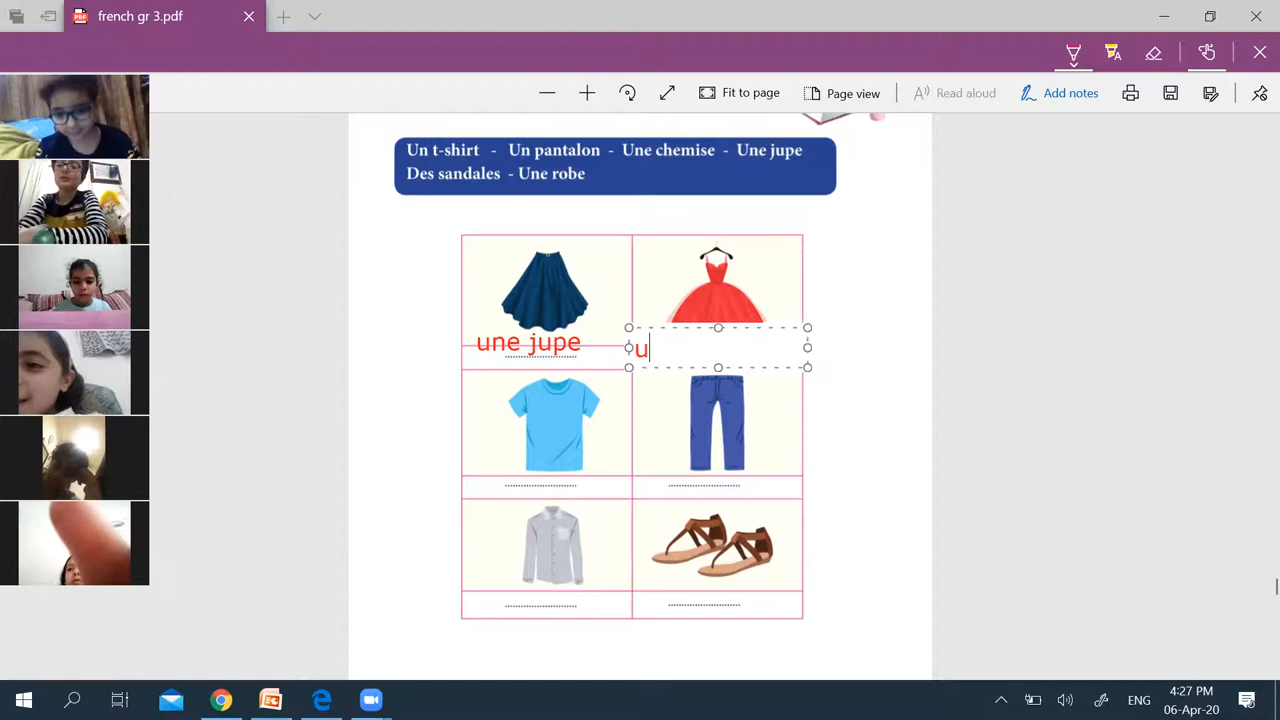 french gr 3.pdf
Fit to page
Page view
Read aloud
Add notes
Un t-shirt - Un pantalon - Une chemise - Une jupe
Des sandales - Une robe
une jupe
u
4:27 PM
ENG
06-Apr-20